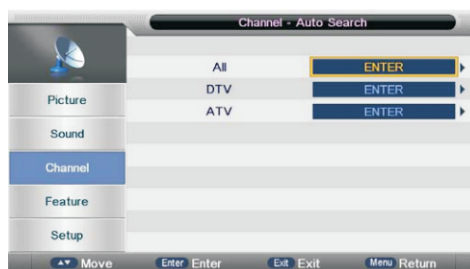 Channel - Auto Search
All ENTER
DTV ENTER
ATV ENTER
Picture
Sound
Channel
Feature
Setup
Move Enter Enter Exit Exit Menu Return